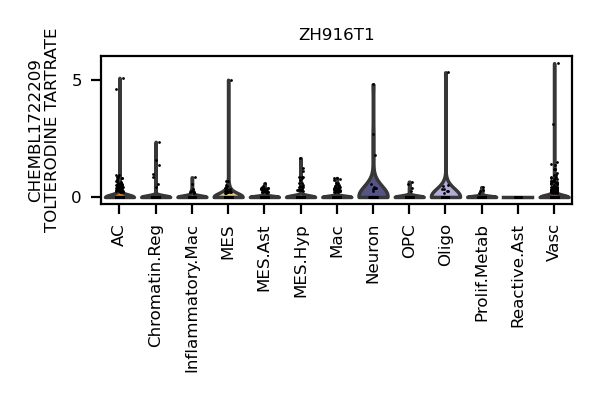 ZH916T1
CHEMBL1722209
TOLTERODINE TARTRATE
5
0
AC
Chromatin.Reg
Inflammatory.Mac
MES
MES.Ast
MES.Hyp
Mac
Neuron
OPC
Oligo
Prolif.Metab
Reactive.Ast
Vasc